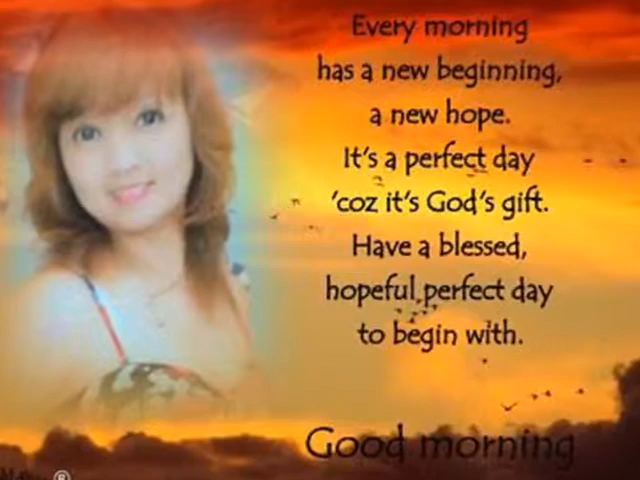 Every morning
has a new beginning,
a new hope.
It's a perfect day
'coz it's God's gift.
Have a blessed,
hopeful perfect day
to begin with.
Good morning
®